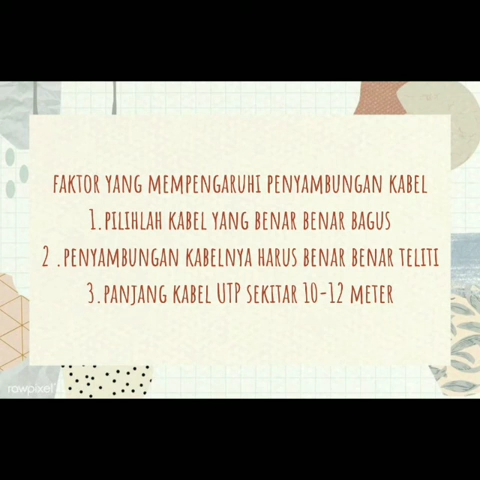 FAKTOR YANG MEMPENGARUHI PENYAMBUNGAN KABEL
1.PILIHLAH KABEL YANG BENAR BENAR BAGUS
2 .PENYAMBUNGAN KABELNYA HARUS BENAR BENAR TELITI
3.PANJANG KABEL UTP SEKITAR 10-12 METER
rawpixel